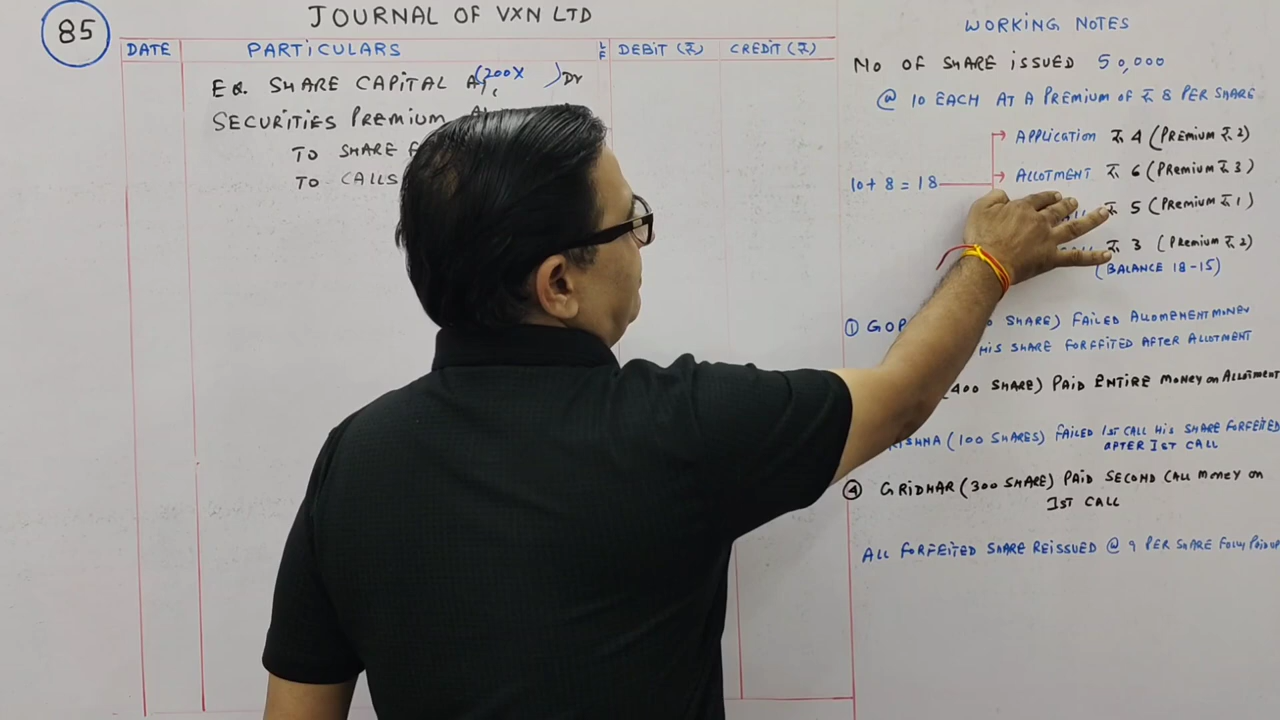 85
JOURNAL OF VXN LTD
DATE PARTICULARS L F DEBIT (₹) CREDIT (₹)
EQ. SHARE CAPITAL A/c (200X ) Dr
SECURITIES PREMIUM
TO SHARE
TO CALLS
WORKING NOTES
NO OF SHARE ISSUED 50,000
@ 10 EACH AT A PREMIUM OF ₹ 8 PER SHARE
APPLICATION ₹ 4 (PREMIUM ₹ 2)
10 + 8 = 18 ALLOTMENT ₹ 6 (PREMIUM ₹ 3)
₹ 5 (PREMIUM ₹ 1)
₹ 3 (PREMIUM ₹ 2)
(BALANCE 18-15)
① SHARE) FAILED ALLOMENT MONEY
HIS SHARE FORFEITED AFTER ALLOTMENT
(400 SHARE) PAID ENTIRE MONEY ON ALLOTMENT
(100 SHARES) FAILED 1ST CALL HIS SHARE FORFEITED
AFTER 1ST CALL
④ GRIDHAR (300 SHARE) PAID SECOND CALL MONEY ON
1ST CALL
ALL FORFEITED SHARE REISSUED @ 9 PER SHARE FULLY PAID UP